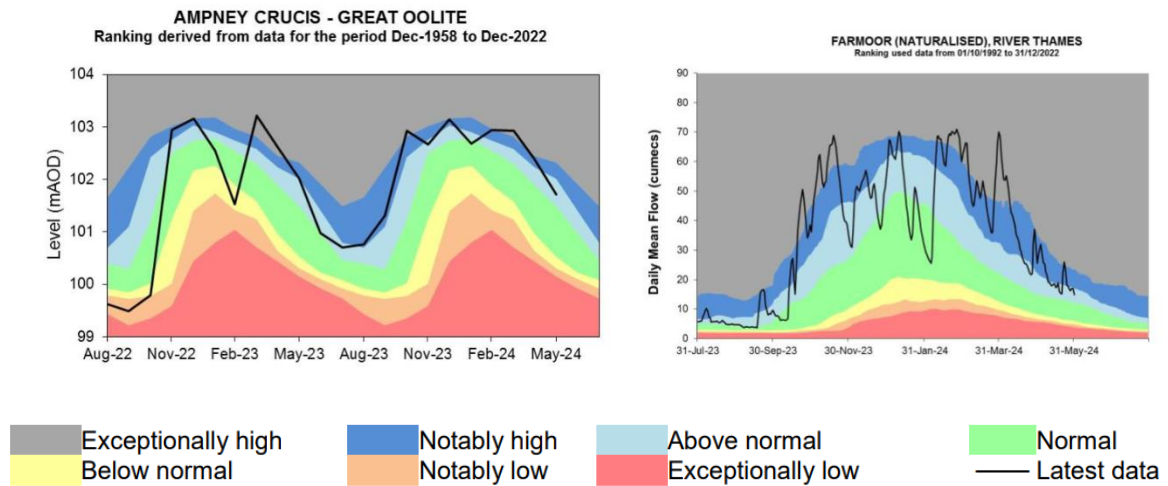 AMPNEY CRUCIS - GREAT OOLITE
Ranking derived from data for the period Dec-1958 to Dec-2022
Level (mAOD)
104
103
102
101
100
99
Aug-22 Nov-22 Feb-23 May-23 Aug-23 Nov-23 Feb-24 May-24
FARMOOR (NATURALISED), RIVER THAMES
Ranking used data from 01/10/1992 to 31/12/2022
Daily Mean Flow (cumecs)
90
80
70
60
50
40
30
20
10
0
31-Jul-23 30-Sep-23 30-Nov-23 31-Jan-24 31-Mar-24 31-May-24
Exceptionally high Notably high Above normal Normal
Below normal Notably low Exceptionally low Latest data